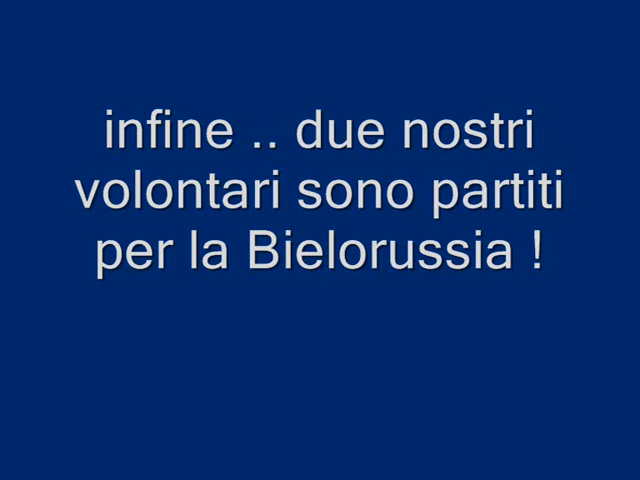 infine .. due nostri
volontari sono partiti
per la Bielorussia !